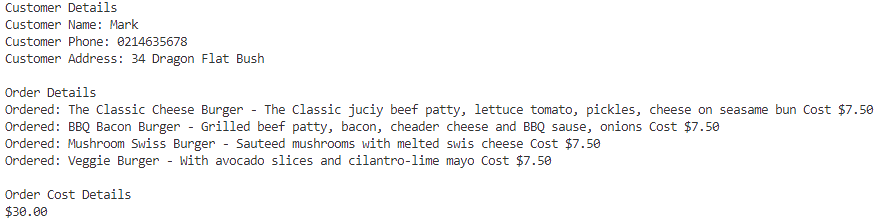 Customer Details
Customer Name: Mark
Customer Phone: 0214635678
Customer Address: 34 Dragon Flat Bush
Order Details
Ordered: The Classic Cheese Burger - The Classic juciy beef patty, lettuce tomato, pickles, cheese on seasame bun Cost $7.50
Ordered: BBQ Bacon Burger - Grilled beef patty, bacon, cheader cheese and BBQ sause, onions Cost $7.50
Ordered: Mushroom Swiss Burger - Sauteed mushrooms with melted swis cheese Cost $7.50
Ordered: Veggie Burger - With avocado slices and cilantro-lime mayo Cost $7.50
Order Cost Details
$30.00